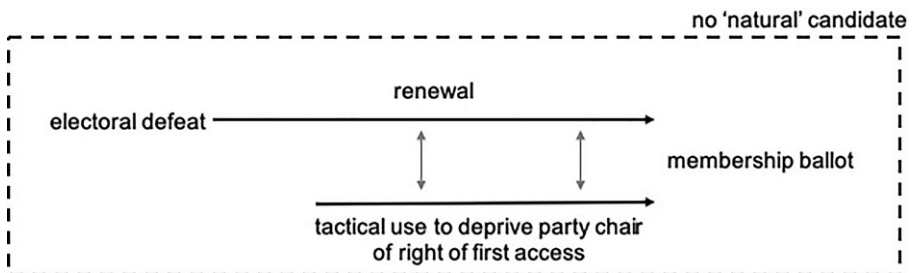 no ‘natural’ candidate
renewal
electoral defeat
membership ballot
tactical use to deprive party chair
of right of first access